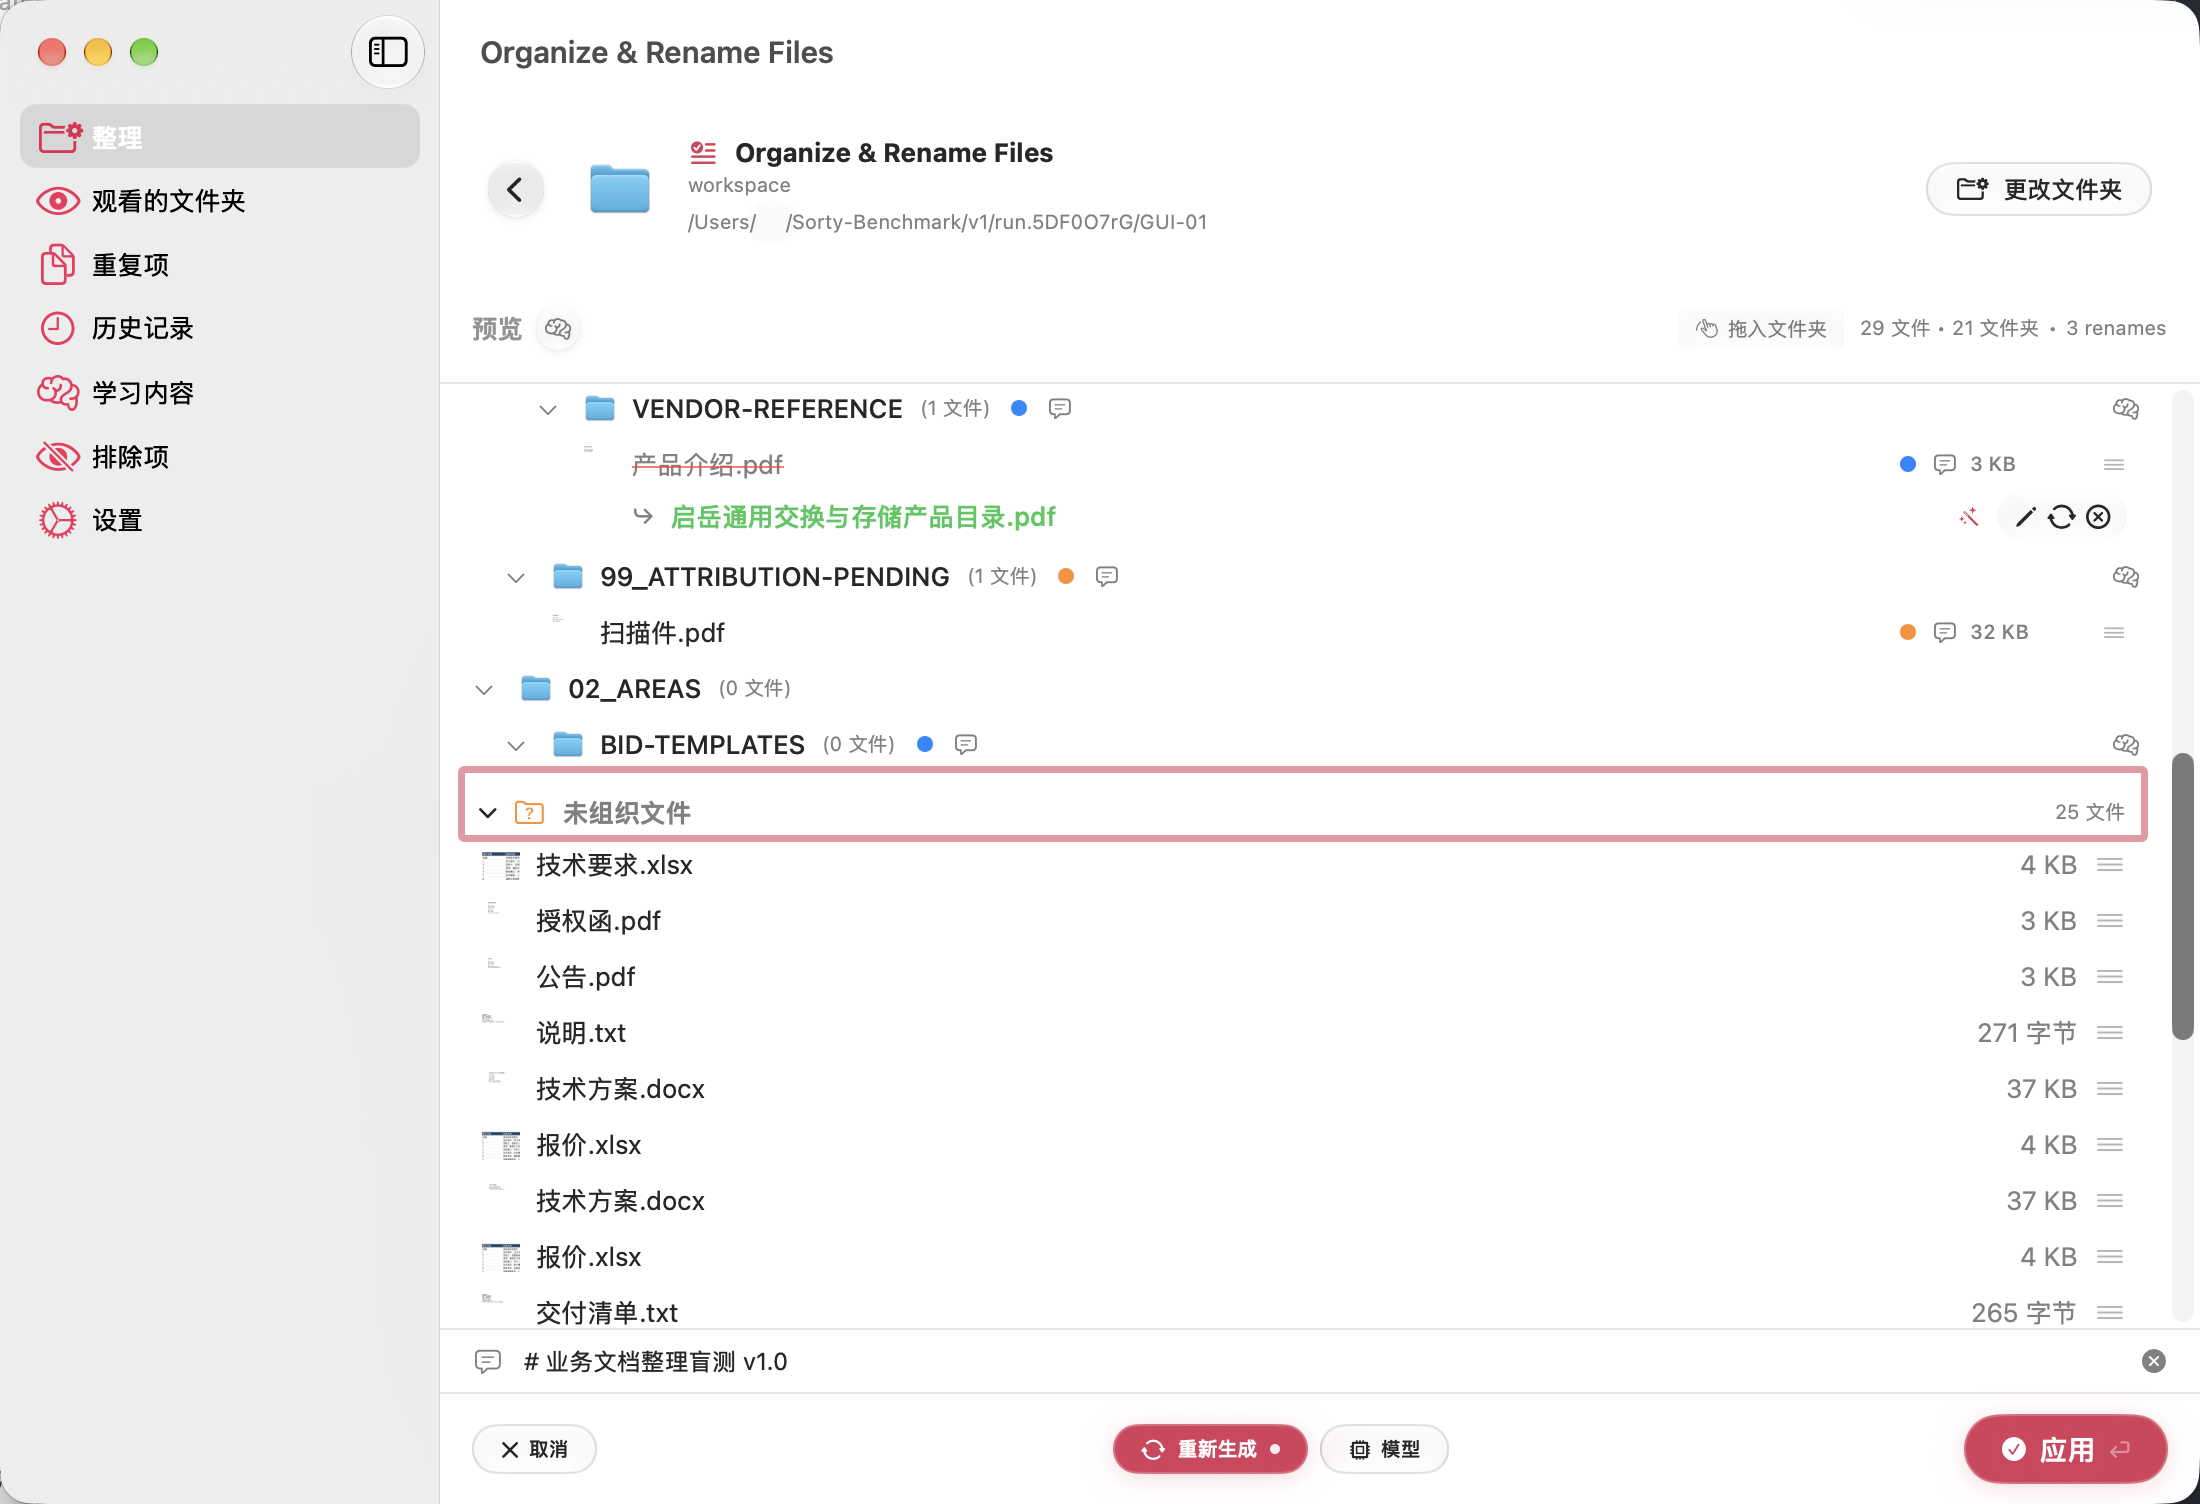 Organize & Rename Files
整理
观看的文件夹
重复项
历史记录
学习内容
排除项
设置
Organize & Rename Files
workspace
/Users/ /Sorty-Benchmark/v1/run.5DF0O7rG/GUI-01
更改文件夹
预览
拖入文件夹
29 文件 • 21 文件夹 • 3 renames
VENDOR-REFERENCE (1 文件)
产品介绍.pdf 3 KB
启岳通用交换与存储产品目录.pdf
99_ATTRIBUTION-PENDING (1 文件)
扫描件.pdf 32 KB
02_AREAS (0 文件)
BID-TEMPLATES (0 文件)
未组织文件 25 文件
技术要求.xlsx 4 KB
授权函.pdf 3 KB
公告.pdf 3 KB
说明.txt 271 字节
技术方案.docx 37 KB
报价.xlsx 4 KB
技术方案.docx 37 KB
报价.xlsx 4 KB
交付清单.txt 265 字节
# 业务文档整理盲测 v1.0
取消
重新生成
模型
应用